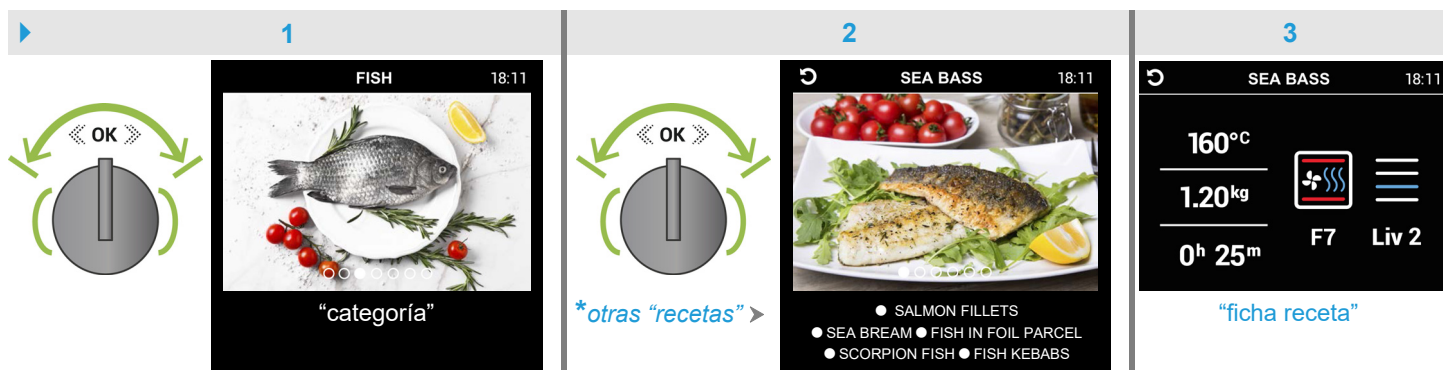 1
OK
FISH 18:11
“categoría”
2
OK
*otras “recetas”
SEA BASS 18:11
● SALMON FILLETS
● SEA BREAM ● FISH IN FOIL PARCEL
● SCORPION FISH ● FISH KEBABS
3
SEA BASS 18:11
160°C
1.20kg
0h 25m
F7 Liv 2
“ficha receta”